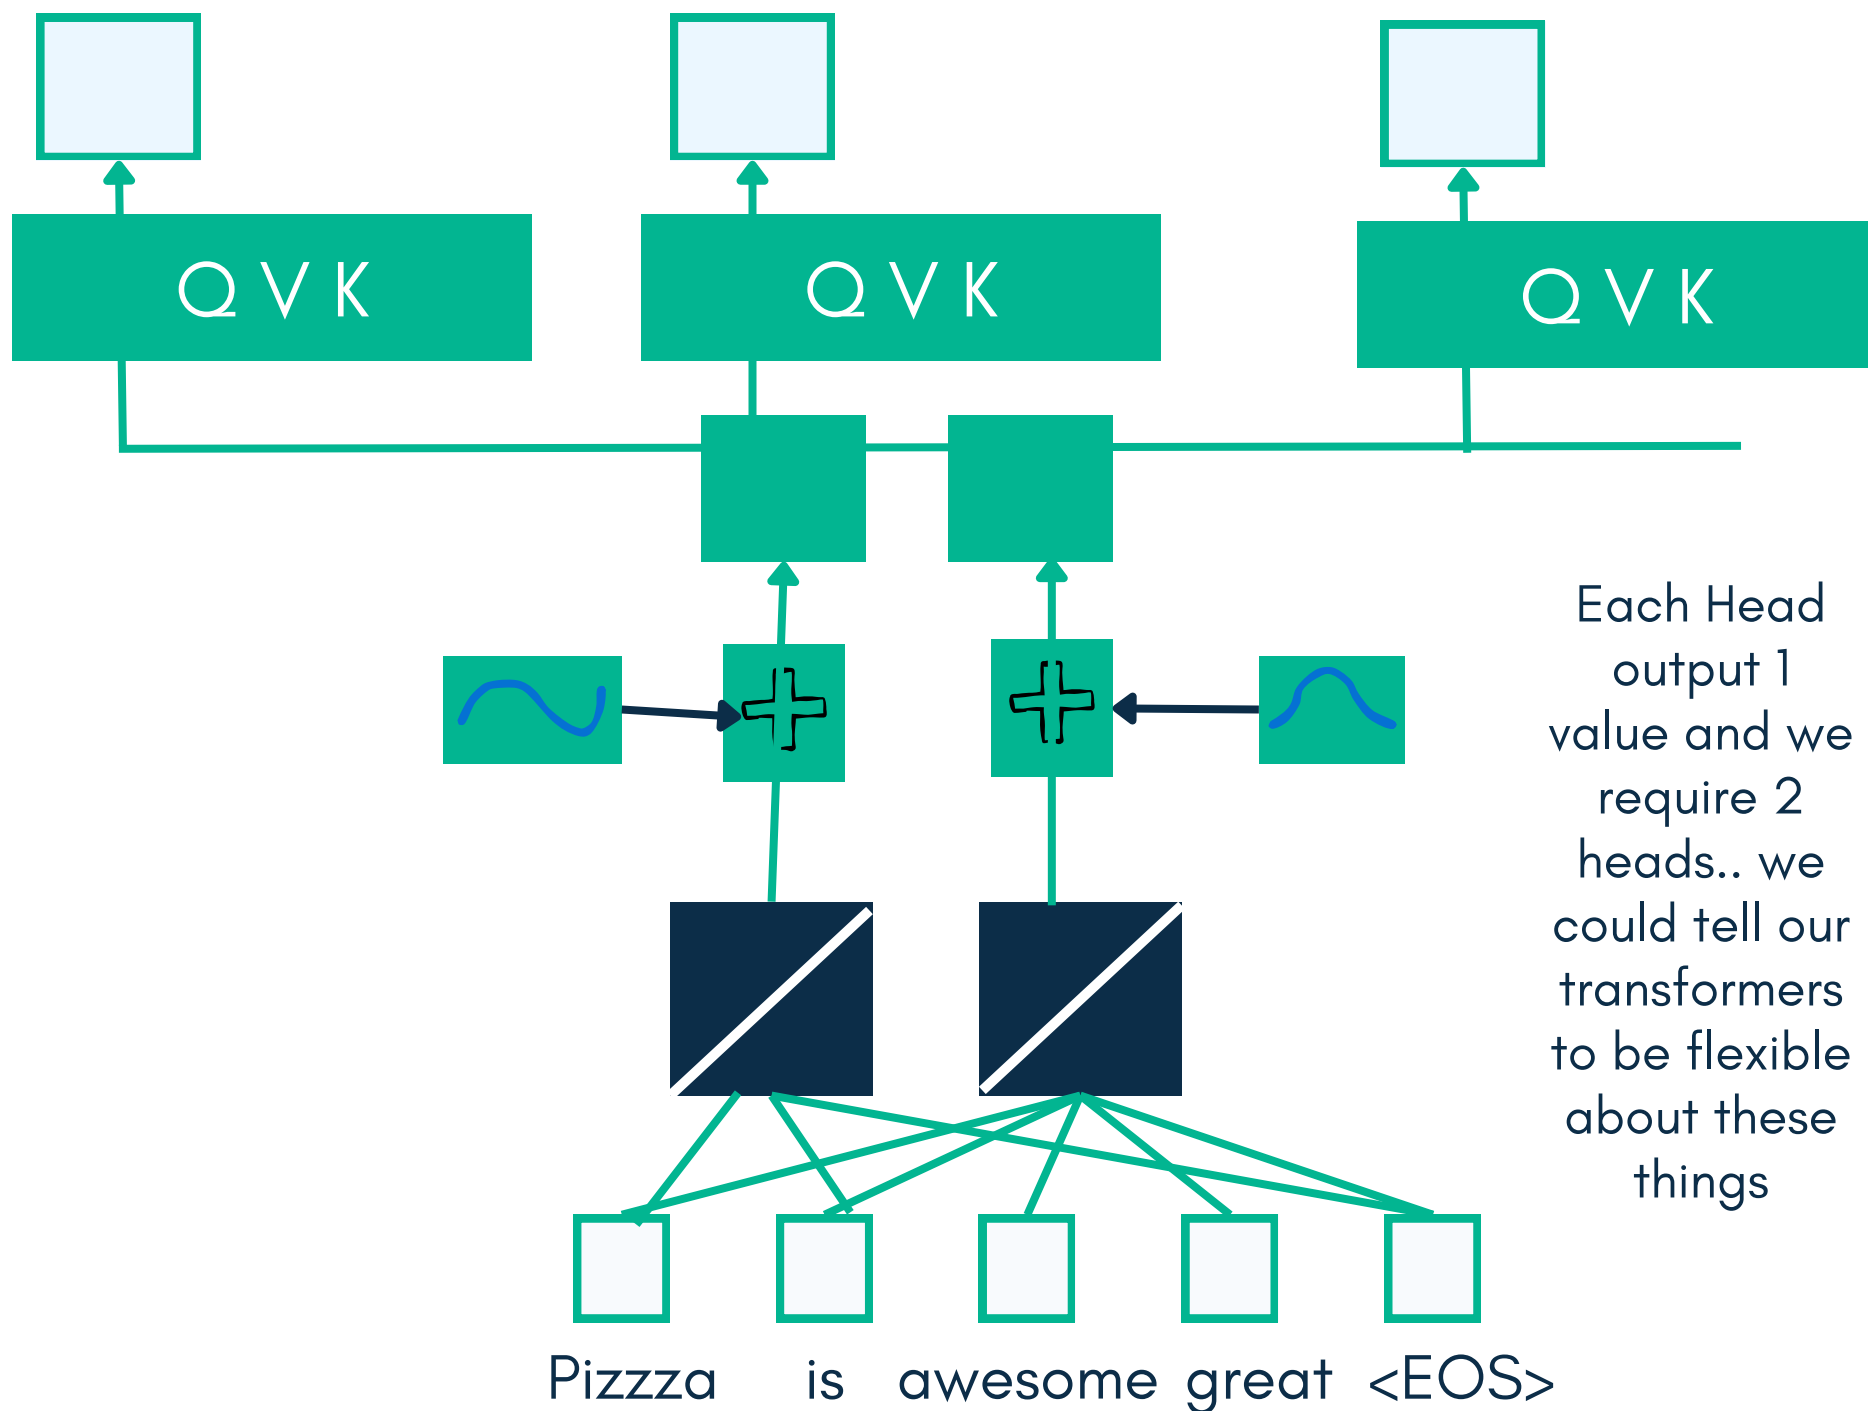 Q V K
Q V K
Q V K
Each Head
output 1
value and we
require 2
heads.. we
could tell our
transformers
to be flexible
about these
things
Pizzza is awesome great <EOS>